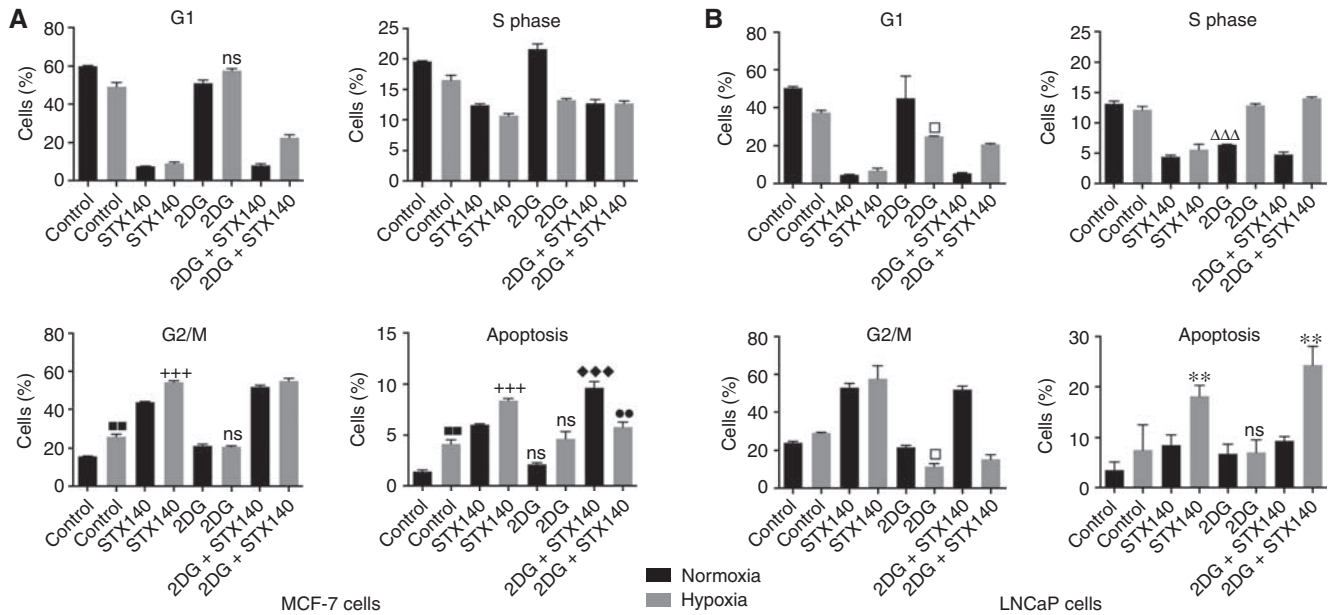 A
G1
Cells (%)
80
60
40
20
0
ns
Control
Control
STX140
STX140
2DG
2DG
2DG + STX140
2DG + STX140
S phase
Cells (%)
25
20
15
10
5
0
Control
Control
STX140
STX140
2DG
2DG
2DG + STX140
2DG + STX140
B
G1
Cells (%)
80
60
40
20
0
□
Control
Control
STX140
STX140
2DG
2DG
2DG + STX140
2DG + STX140
S phase
Cells (%)
25
20
15
10
5
0
ΔΔΔ
Control
Control
STX140
STX140
2DG
2DG
2DG + STX140
2DG + STX140
G2/M
Cells (%)
80
60
40
20
0
■■
+++
ns
Control
Control
STX140
STX140
2DG
2DG
2DG + STX140
2DG + STX140
Apoptosis
Cells (%)
15
10
5
0
■■
+++
ns
ns
◆◆◆
●●
Control
Control
STX140
STX140
2DG
2DG
2DG + STX140
2DG + STX140
G2/M
Cells (%)
80
60
40
20
0
□
Control
Control
STX140
STX140
2DG
2DG
2DG + STX140
2DG + STX140
Apoptosis
Cells (%)
30
20
10
0
**
ns
**
Control
Control
STX140
STX140
2DG
2DG
2DG + STX140
2DG + STX140
MCF-7 cells
Normoxia
Hypoxia
LNCaP cells